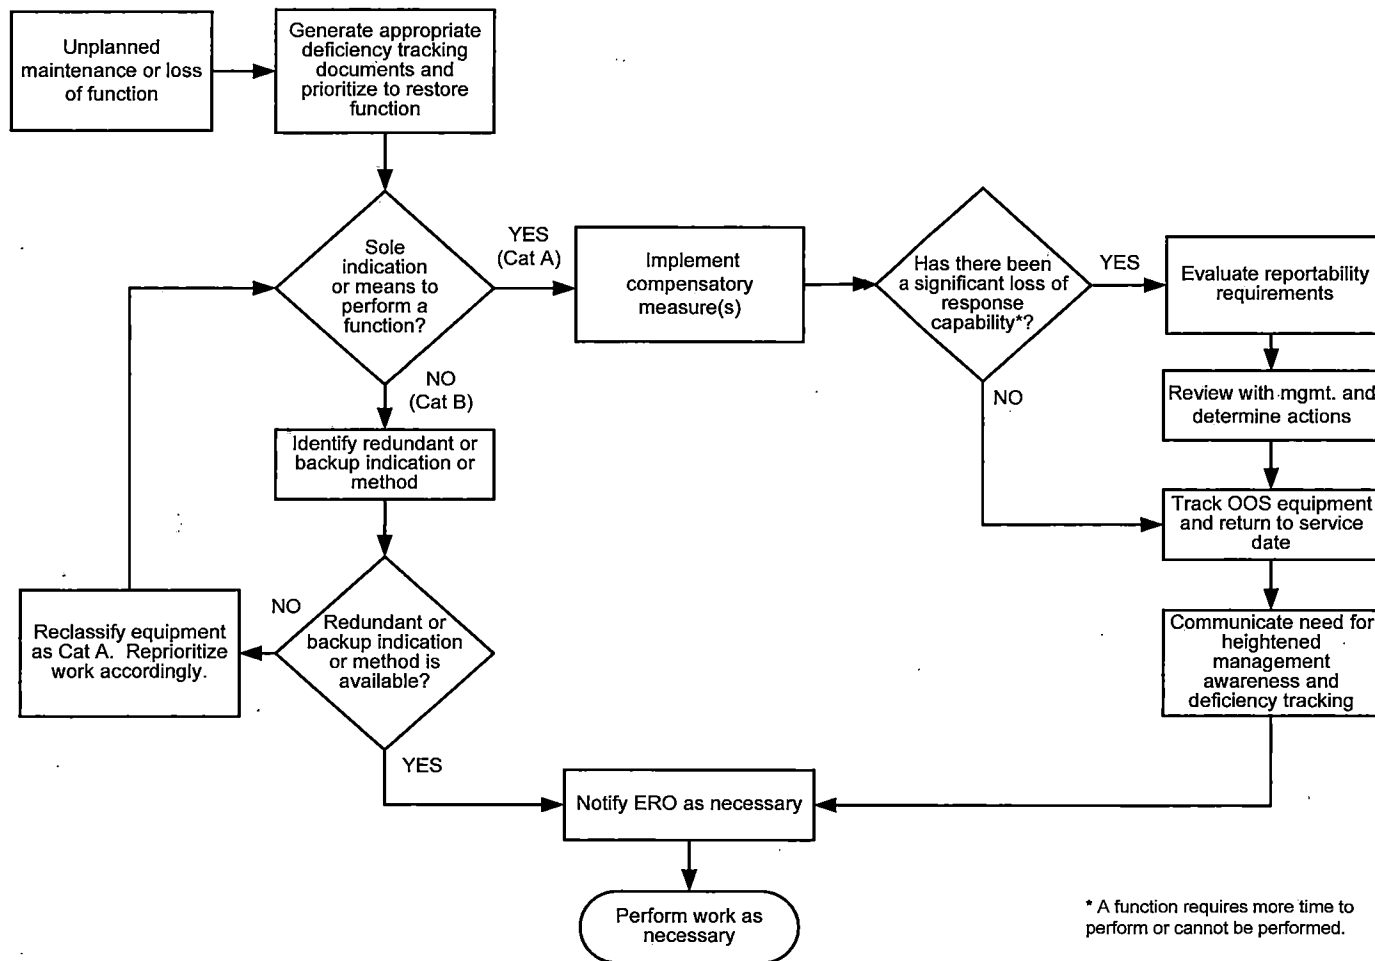 Unplanned
maintenance or loss
of function
Generate appropriate
deficiency tracking
documents and
prioritize to restore
function
Sole
indication
or means to
perform a
function?
YES
(Cat A)
Implement
compensatory
measure(s)
Has there been
a significant loss of
response
capability*?
YES
Evaluate reportability
requirements
NO
(Cat B)
NO
Review with mgmt. and
determine actions
Identify redundant or
backup indication or
method
Track OOS equipment
and return to service
date
Reclassify equipment
as Cat A.  Reprioritize
work accordingly.
NO
Redundant or
backup indication
or method is
available?
Communicate need for
heightened
management
awareness and
deficiency tracking
YES
Notify ERO as necessary
Perform work as
necessary
* A function requires more time to
perform or cannot be performed.